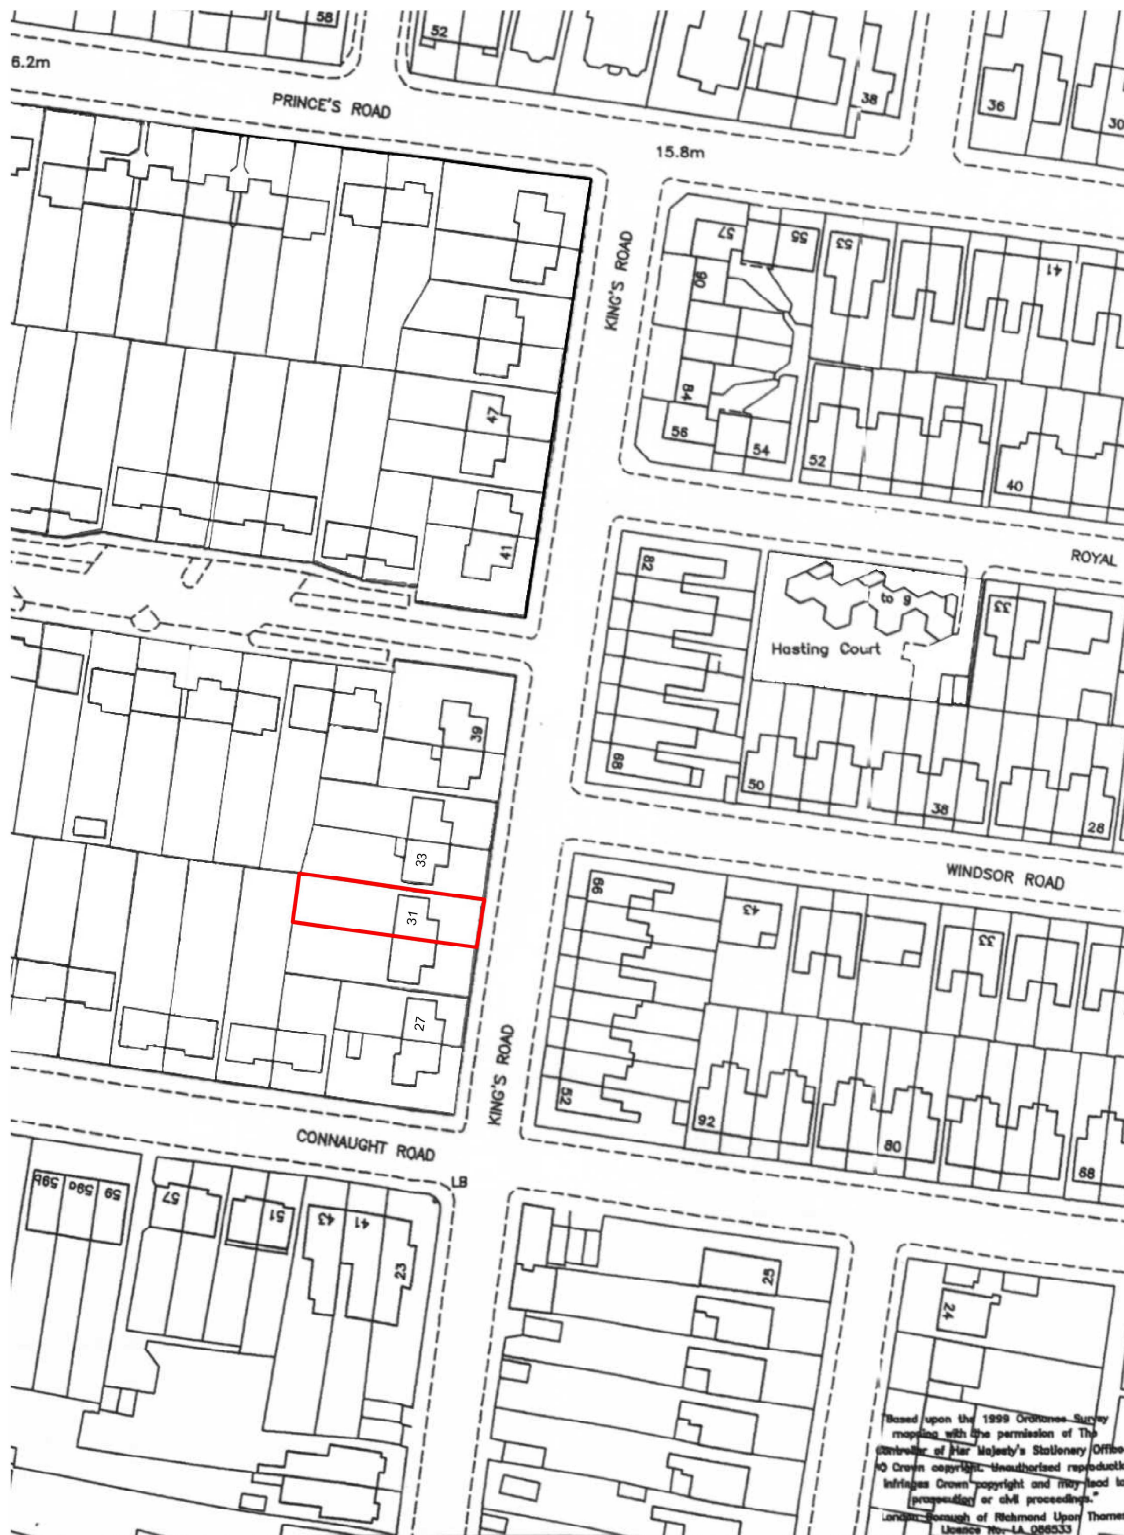 58
52
6.2m
PRINCE'S ROAD
38
36
30
15.8m
KING'S ROAD
57
55
53
41
90
47
84
56
54
52
40
41
ROYAL
82
to 9
33
Hasting Court
39
68
50
38
26
33
WINDSOR ROAD
66
43
33
31
27
KING'S ROAD
52
92
80
68
CONNAUGHT ROAD
LB
59b
59a
59
57
51
43
41
23
25
24
"Based upon the 1999 Ordnance Survey
mapping with the permission of The
Controller of Her Majesty's Stationery Office
© Crown copyright. Unauthorised reproductio
infringes Crown copyright and may lead to
prosecution or civil proceedings."
London Borough of Richmond Upon Thames
Licence No: LA 086533